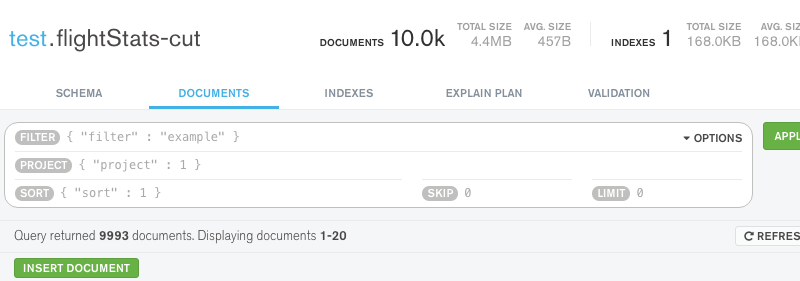 test.flightStats-cut
DOCUMENTS 10.0k TOTAL SIZE 4.4MB AVG. SIZE 457B INDEXES 1 TOTAL SIZE 168.0KB AVG. SI 168.0K
SCHEMA DOCUMENTS INDEXES EXPLAIN PLAN VALIDATION
FILTER { "filter" : "example" } OPTIONS APPL
PROJECT { "project" : 1 }
SORT { "sort" : 1 } SKIP 0 LIMIT 0
Query returned 9993 documents. Displaying documents 1-20 REFRES
INSERT DOCUMENT